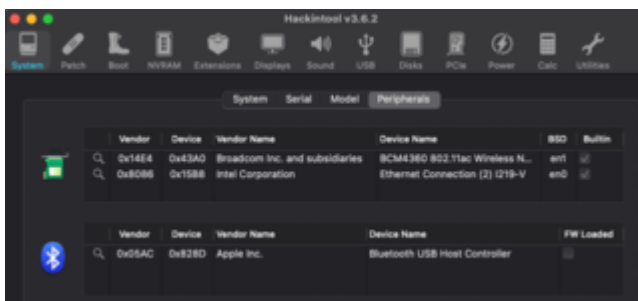 Hackintool v3.6.2
System Patch Boot NVRAM Extensions Displays Sound USB Disks PCIe Power Calc Utilities
System Serial Model Peripherals
Vendor Device Vendor Name Device Name BSD Builtin
0x14E4 0x43A0 Broadcom Inc. and subsidiaries BCM4360 802.11ac Wireless N... en1
0x8086 0x15B8 Intel Corporation Ethernet Connection (2) I219-V en0
Vendor Device Vendor Name Device Name FW Loaded
0x05AC 0x828D Apple Inc. Bluetooth USB Host Controller